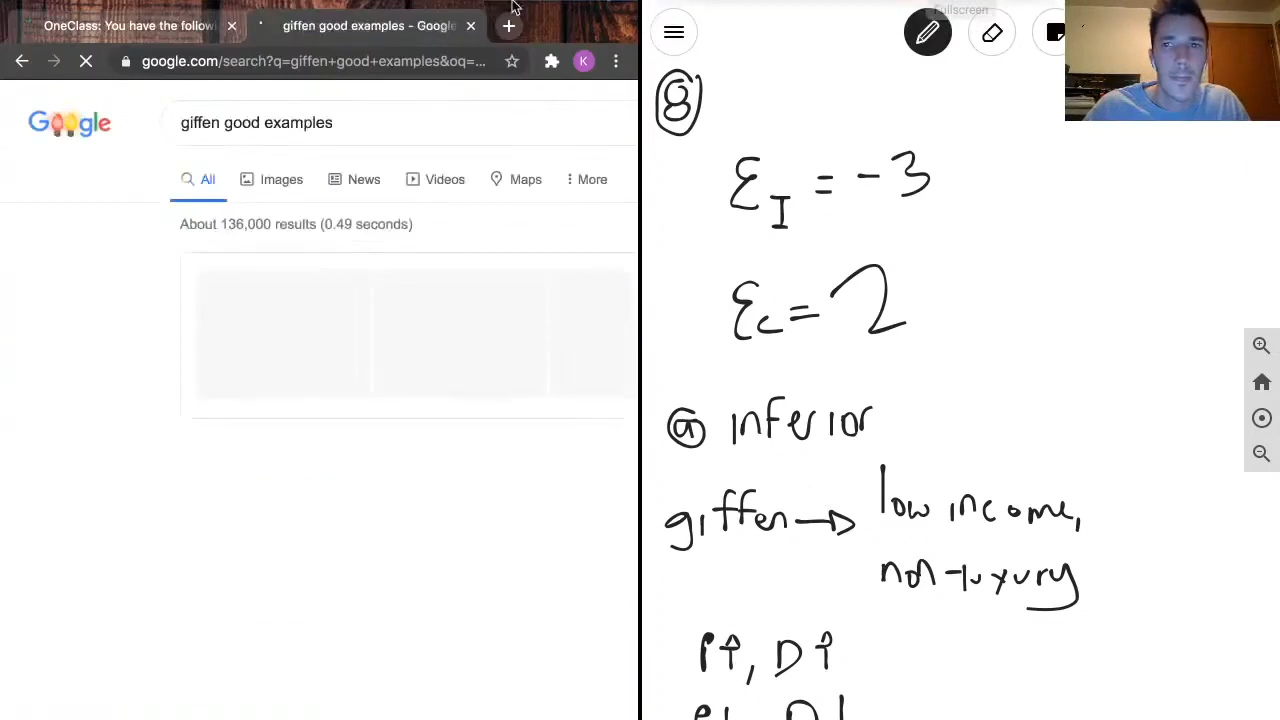 OneClass: You have the follow
giffen good examples - Google
google.com/search?q=giffen+good+examples&oq=...
K
Google
giffen good examples
All
Images
News
Videos
Maps
More
About 136,000 results (0.49 seconds)
Fullscreen
8
ε_I = -3
ε_c = 2
a inferior
giffen → low income,
non-luxury
P↑, D↑
P↓, D↓